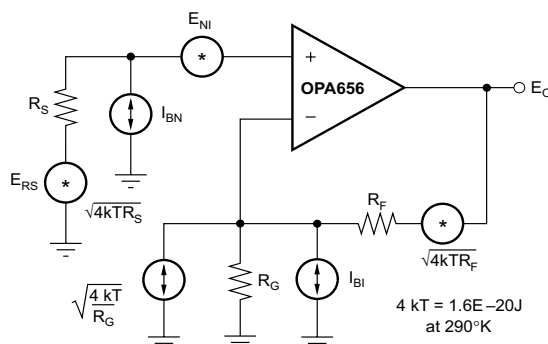 E_NI
+
OPA656
−
E_O
R_S
I_BN
E_RS
*
*
√4kTR_S
R_F
*
√4kTR_F
√4 kT/R_G
R_G
I_BI
4 kT = 1.6E–20J
at 290°K